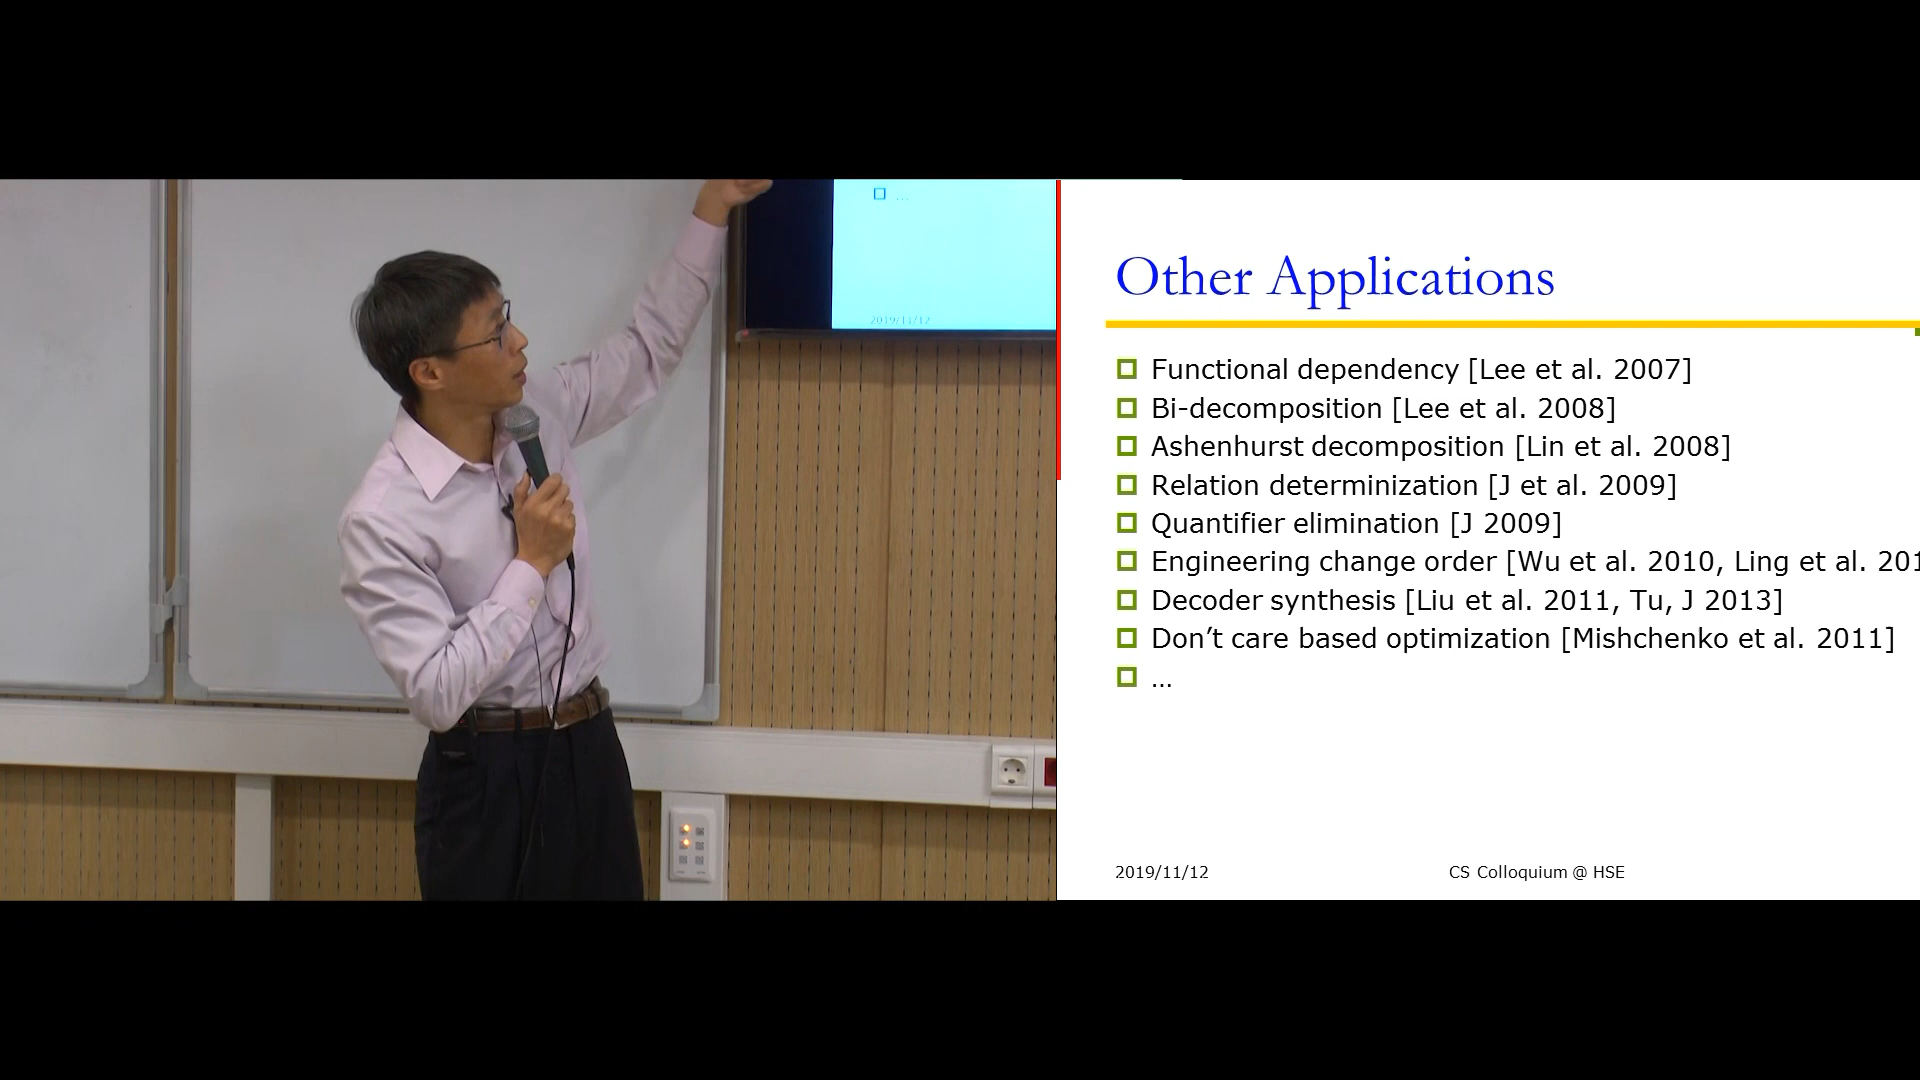 ...
2019/11/12
Other Applications
Functional dependency [Lee et al. 2007]
Bi-decomposition [Lee et al. 2008]
Ashenhurst decomposition [Lin et al. 2008]
Relation determinization [J et al. 2009]
Quantifier elimination [J 2009]
Engineering change order [Wu et al. 2010, Ling et al. 201
Decoder synthesis [Liu et al. 2011, Tu, J 2013]
Don’t care based optimization [Mishchenko et al. 2011]
…
2019/11/12
CS Colloquium @ HSE